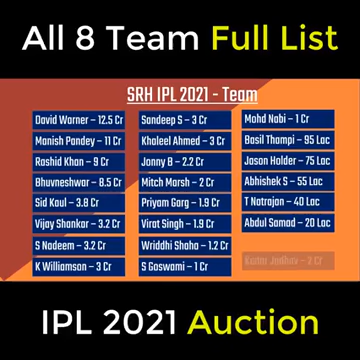 All 8 Team Full List
SRH IPL 2021 - Team
David Warner – 12.5 Cr
Manish Pandey – 11 Cr
Rashid Khan – 9 Cr
Bhuvneshwar – 8.5 Cr
Sid Kaul – 3.8 Cr
Vijay Shankar – 3.2 Cr
S Nadeem – 3.2 Cr
K Williamson – 3 Cr
Sandeep S – 3 Cr
Khaleel Ahmed – 3 Cr
Jonny B – 2.2 Cr
Mitch Marsh – 2 Cr
Priyam Garg – 1.9 Cr
Virat Singh – 1.9 Cr
Wriddhi Shaha – 1.2 Cr
S Goswami – 1 Cr
Mohd Nabi – 1 Cr
Basil Thampi – 95 Lac
Jason Holder – 75 Lac
Abhishek S – 55 Lac
T Natrajan – 40 Lac
Abdul Samad – 20 Lac
Kedar Jadhav – 2 Cr
IPL 2021 Auction